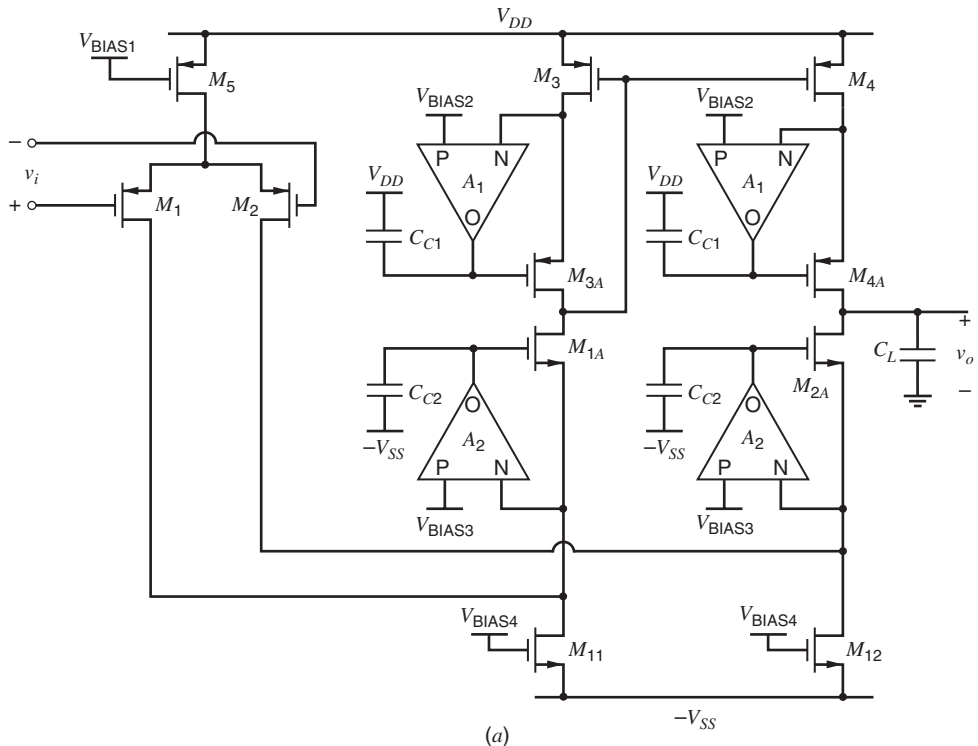 V_DD
V_BIAS1
M_5
M_3
M_4
V_BIAS2
V_BIAS2
−
v_i
+
M_1
M_2
P
N
A_1
O
P
N
A_1
O
V_DD
C_C1
V_DD
C_C1
M_3A
M_4A
M_1A
M_2A
C_C2
−V_SS
C_C2
−V_SS
O
A_2
P
N
O
A_2
P
N
C_L
+
v_o
−
V_BIAS3
V_BIAS3
V_BIAS4
M_11
V_BIAS4
M_12
−V_SS
(a)